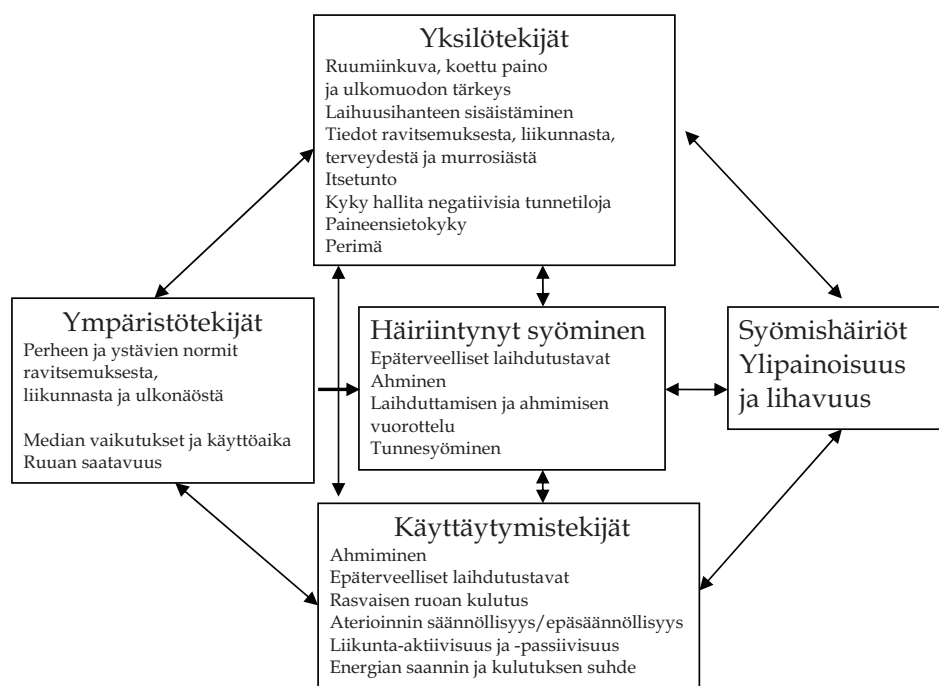 Yksilötekijät
Ruumiinkuva, koettu paino
ja ulkomuodon tärkeys
Laihuusihanteen sisäistäminen
Tiedot ravitsemuksesta, liikunnasta,
terveydestä ja murrosiästä
Itsetunto
Kyky hallita negatiivisia tunnetiloja
Paineensietokyky
Perimä
Ympäristötekijät
Perheen ja ystävien normit
ravitsemuksesta,
liikunnasta ja ulkonäöstä
Median vaikutukset ja käyttöaika
Ruuan saatavuus
Häiriintynyt syöminen
Epäterveelliset laihdutustavat
Ahminen
Laihduttamisen ja ahmimisen
vuorottelu
Tunnesyöminen
Syömishäiriöt
Ylipainoisuus
ja lihavuus
Käyttäytymistekijät
Ahmiminen
Epäterveelliset laihdutustavat
Rasvaisen ruoan kulutus
Aterioinnin säännöllisyys/epäsäännöllisyys
Liikunta-aktiivisuus ja -passiivisuus
Energian saannin ja kulutuksen suhde